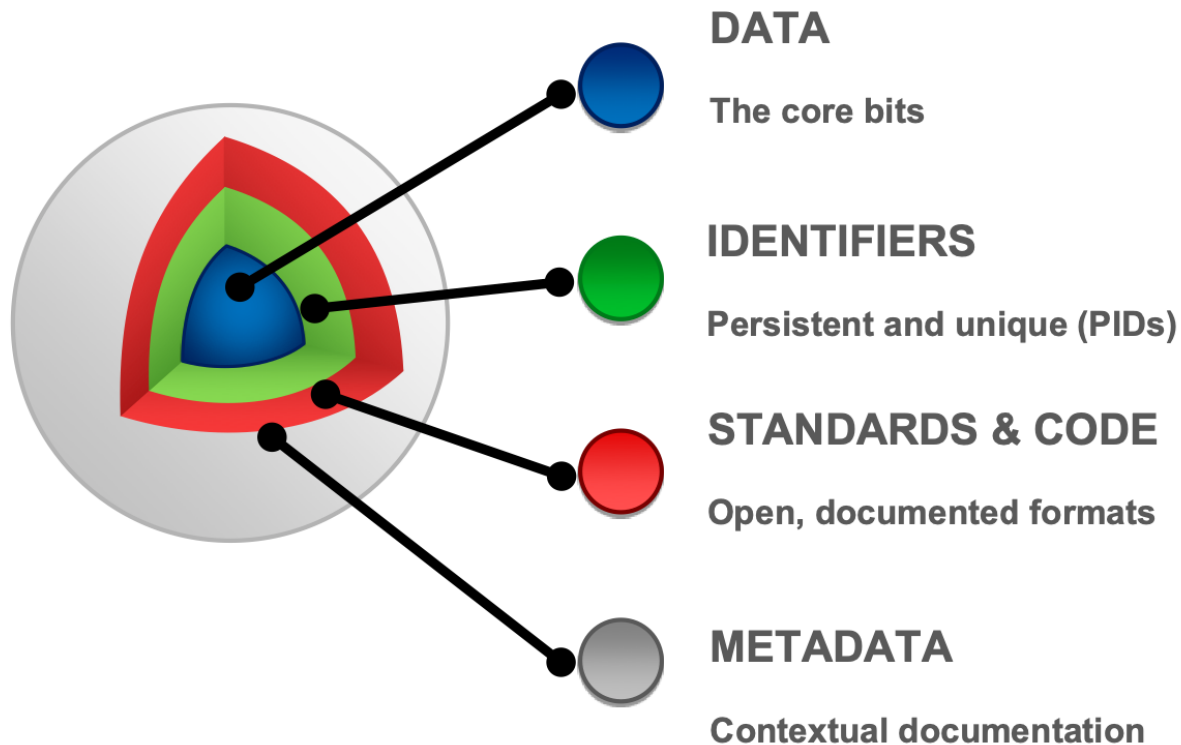 DATA
The core bits
IDENTIFIERS
Persistent and unique (PIDs)
STANDARDS & CODE
Open, documented formats
METADATA
Contextual documentation